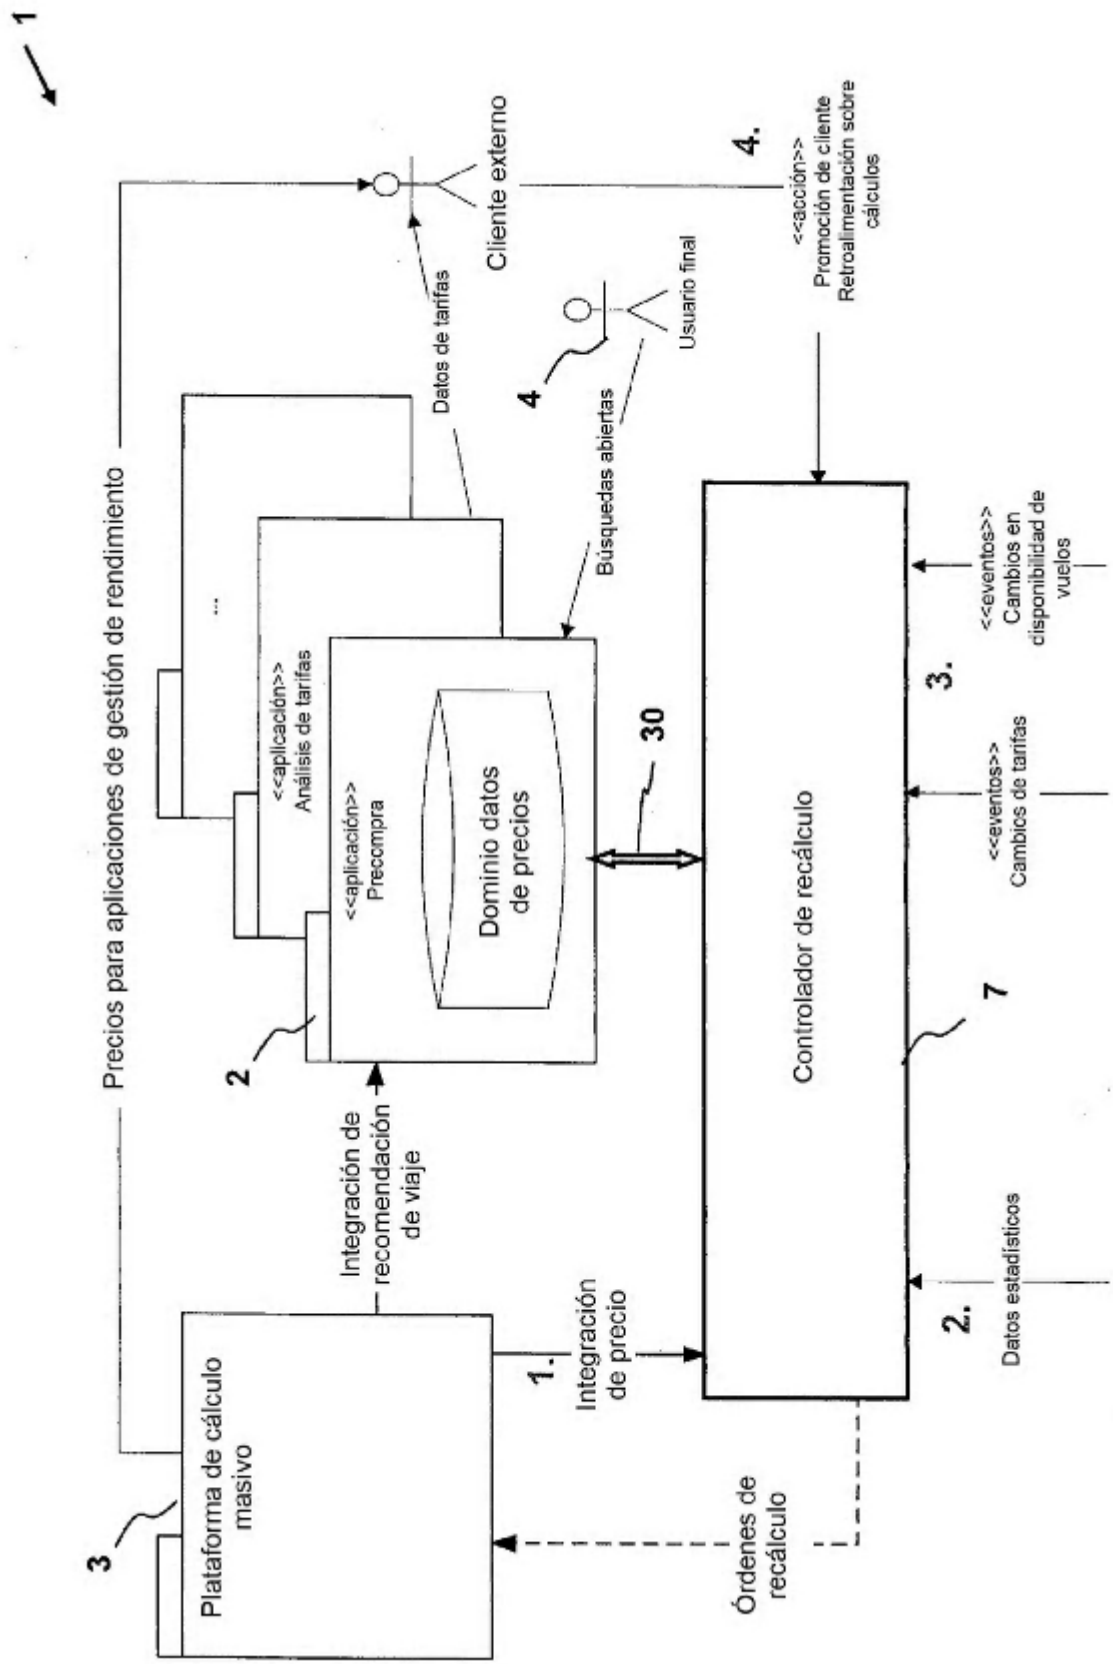 1
Precios para aplicaciones de gestión de rendimiento
3
Plataforma de cálculo
masivo
Integración de
recomendación
de viaje
2
...
<<aplicación>>
Análisis de tarifas
<<aplicación>>
Precompra
Dominio datos
de precios
Datos de tarifas
Cliente externo
4
Búsquedas abiertas
Usuario final
1.
Integración
de precio
30
4.
<<acción>>
Promoción de cliente
Retroalimentación sobre
cálculos
Órdenes de
recálculo
Controlador de recálculo
2.
Datos estadísticos
7
<<eventos>>
Cambios de tarifas
3.
<<eventos>>
Cambios en
disponibilidad de
vuelos